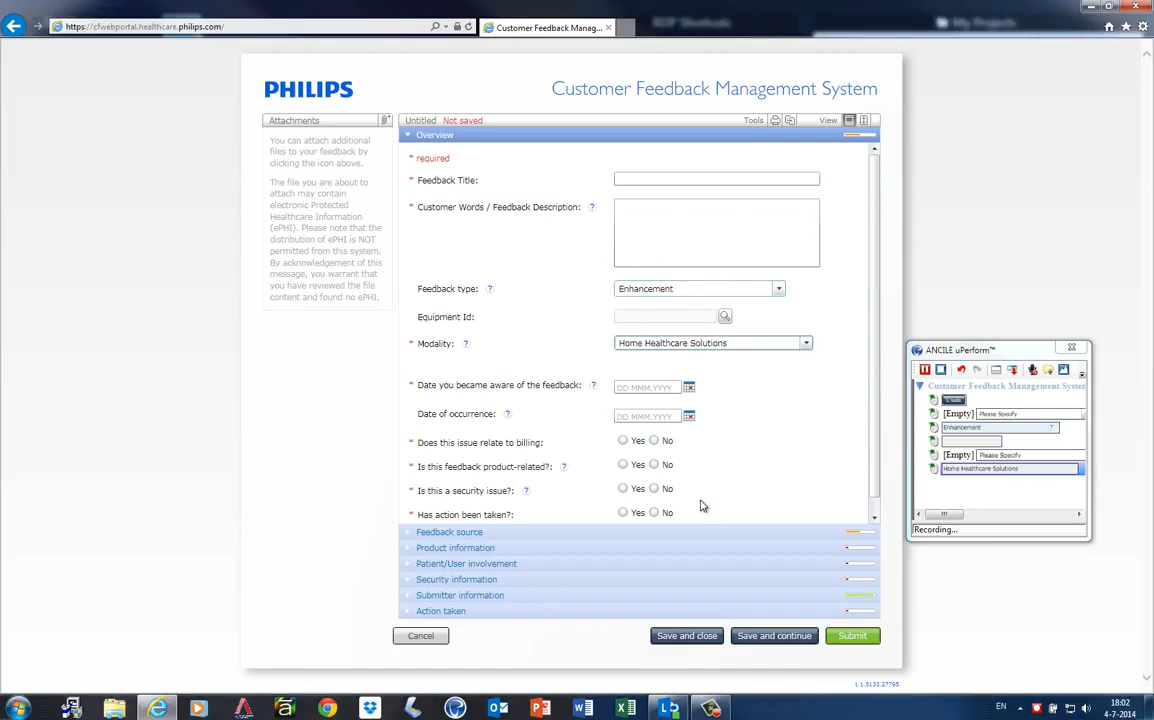 https://cfwebportal.healthcare.philips.com/
Customer Feedback Manag...
My Projects
PHILIPS
Customer Feedback Management System
Attachments
Untitled Not saved
Tools
View
You can attach additional
files to your feedback by
clicking the icon above.
The file you are about to
attach may contain
electronic Protected
Healthcare Information
(ePHI). Please note that the
distribution of ePHI is NOT
permitted from this system.
By acknowledgement of this
message, you warrant that
you have reviewed the file
content and found no ePHI.
Overview
* required
* Feedback Title:
* Customer Words / Feedback Description: ?
Feedback type: ? Enhancement
Equipment Id:
* Modality: ? Home Healthcare Solutions
* Date you became aware of the feedback: ? DD MMM.YYYY
Date of occurrence: ? DD MMM.YYYY
* Does this issue relate to billing: Yes No
* Is this feedback product-related?: ? Yes No
* Is this a security issue?: ? Yes No
* Has action been taken?: Yes No
Feedback source
Product information
Patient/User involvement
Security information
Submitter information
Action taken
Cancel
Save and close
Save and continue
Submit
1-1.5133.27795
ANCILE uPerform™
Customer Feedback Management System
Create
[Empty] Please Specify
Enhancement ?
[Empty] Please Specify
Home Healthcare Solutions
Recording...
EN
18:02
4-7-2014